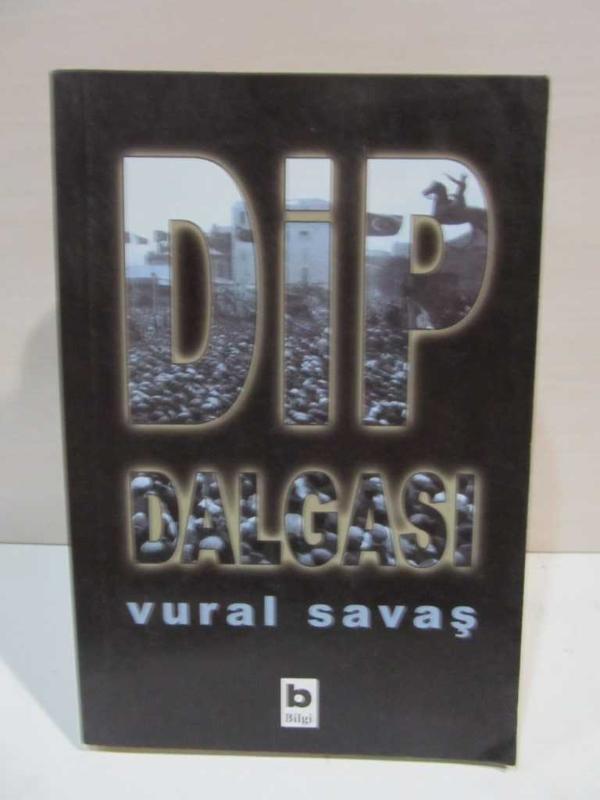 DİP
DALGASI
vural savaş
b
Bilgi